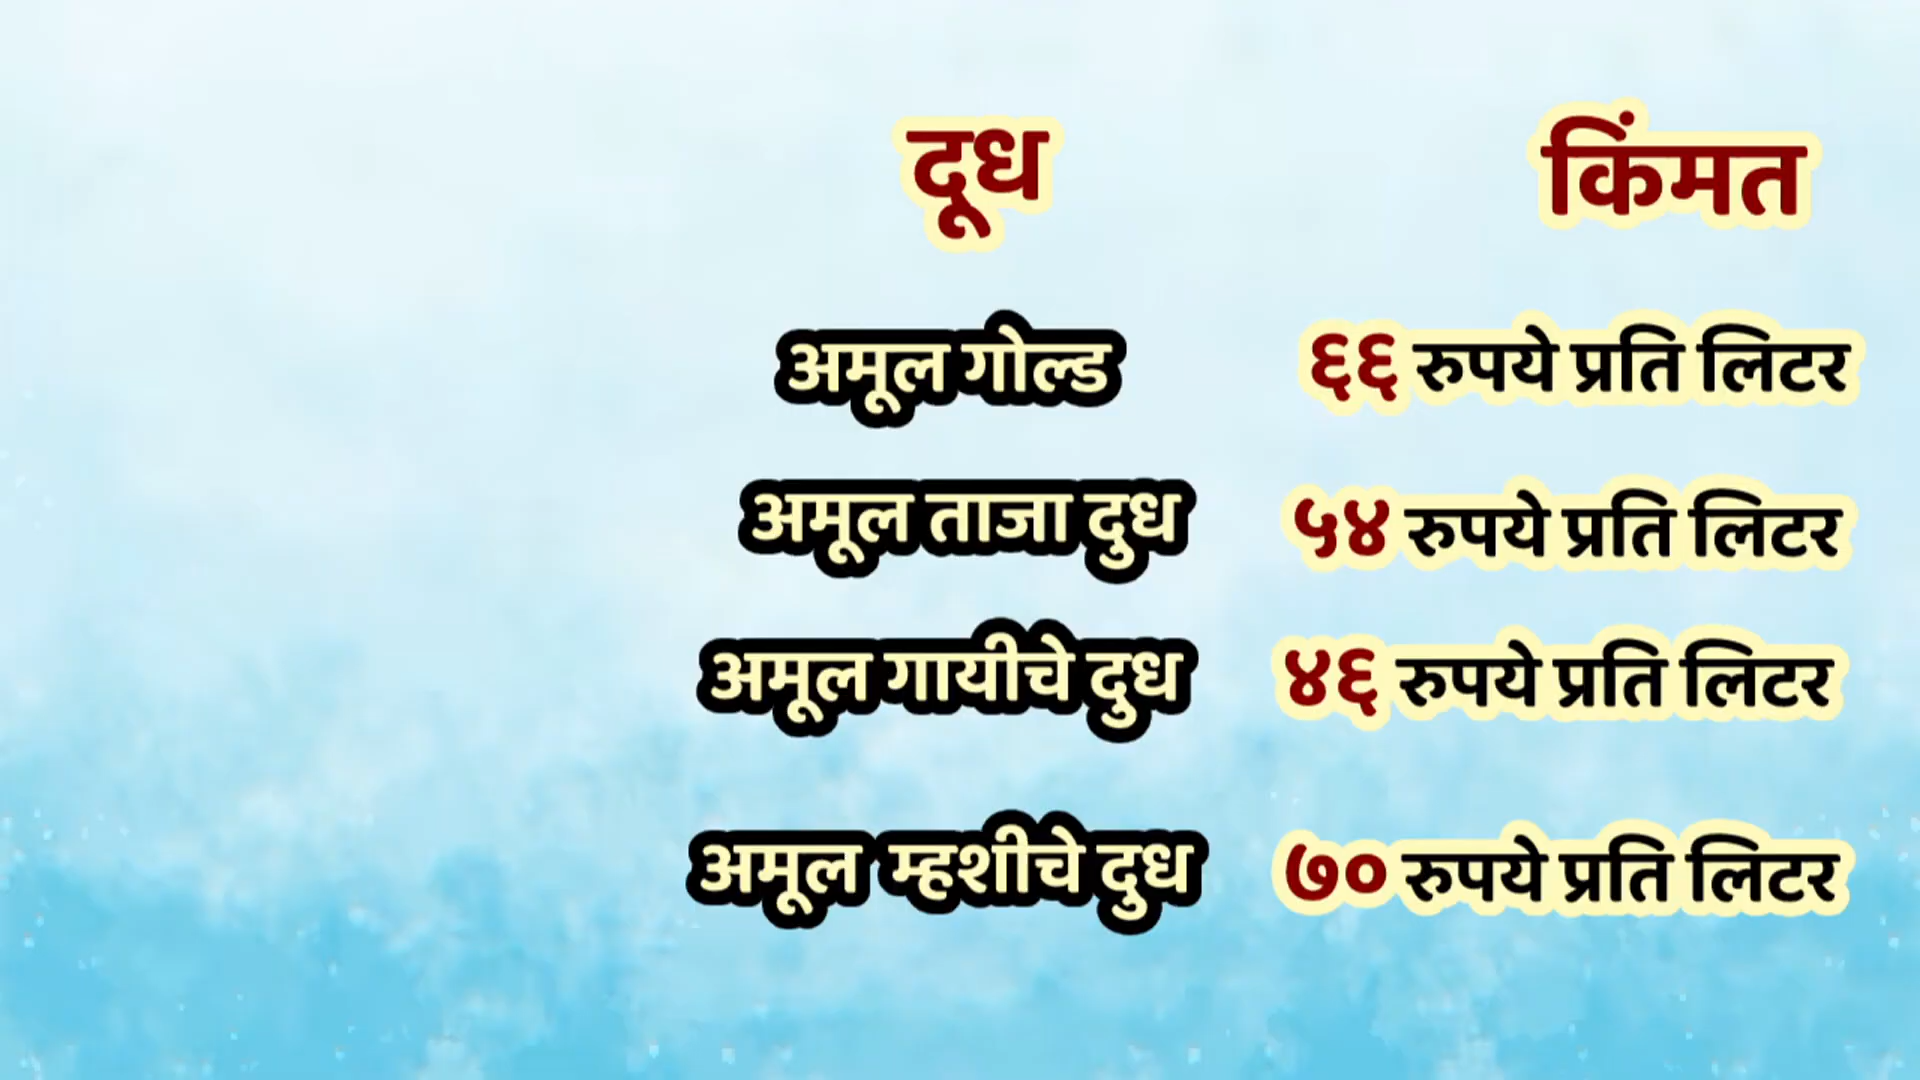 दूध किंमत
अमूल गोल्ड ६६ रुपये प्रति लिटर
अमूल ताजा दुध ५४ रुपये प्रति लिटर
अमूल गायीचे दुध ४६ रुपये प्रति लिटर
अमूल म्हशीचे दुध ७० रुपये प्रति लिटर